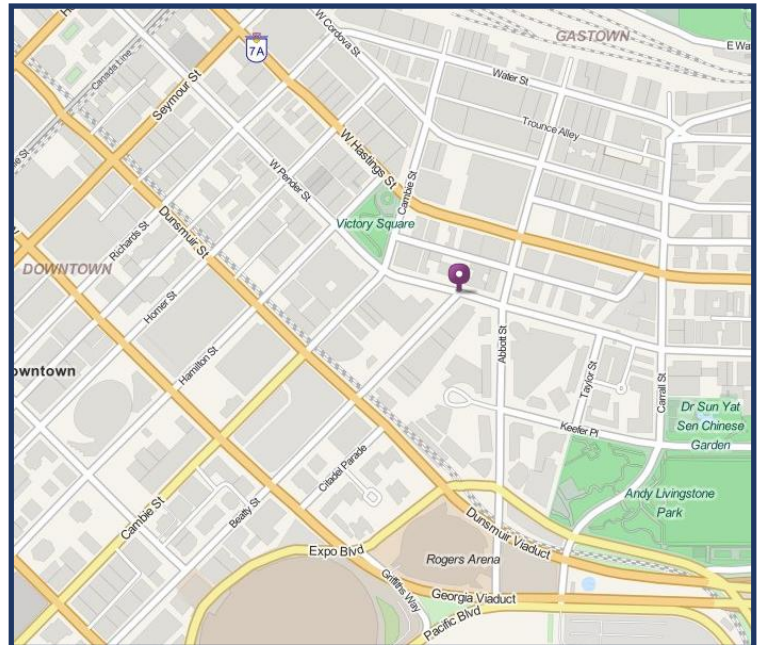 GASTOWN
E Wa
W Cordova St
7A
Water St
Canada Line
Seymour St
Trounce Alley
W Hastings St
W Pender St
Cambie St
Victory Square
Dunsmuir St
Richards St
DOWNTOWN
Homer St
Abbott St
Hamilton St
Taylor St
Carrall St
owntown
Dr Sun Yat
Sen Chinese
Garden
Keefer Pl
Citadel Parade
Andy Livingstone
Park
Cambie St
Beatty St
Dunsmuir Viaduct
Expo Blvd
Rogers Arena
Griffiths Way
Georgia Viaduct
Pacific Blvd